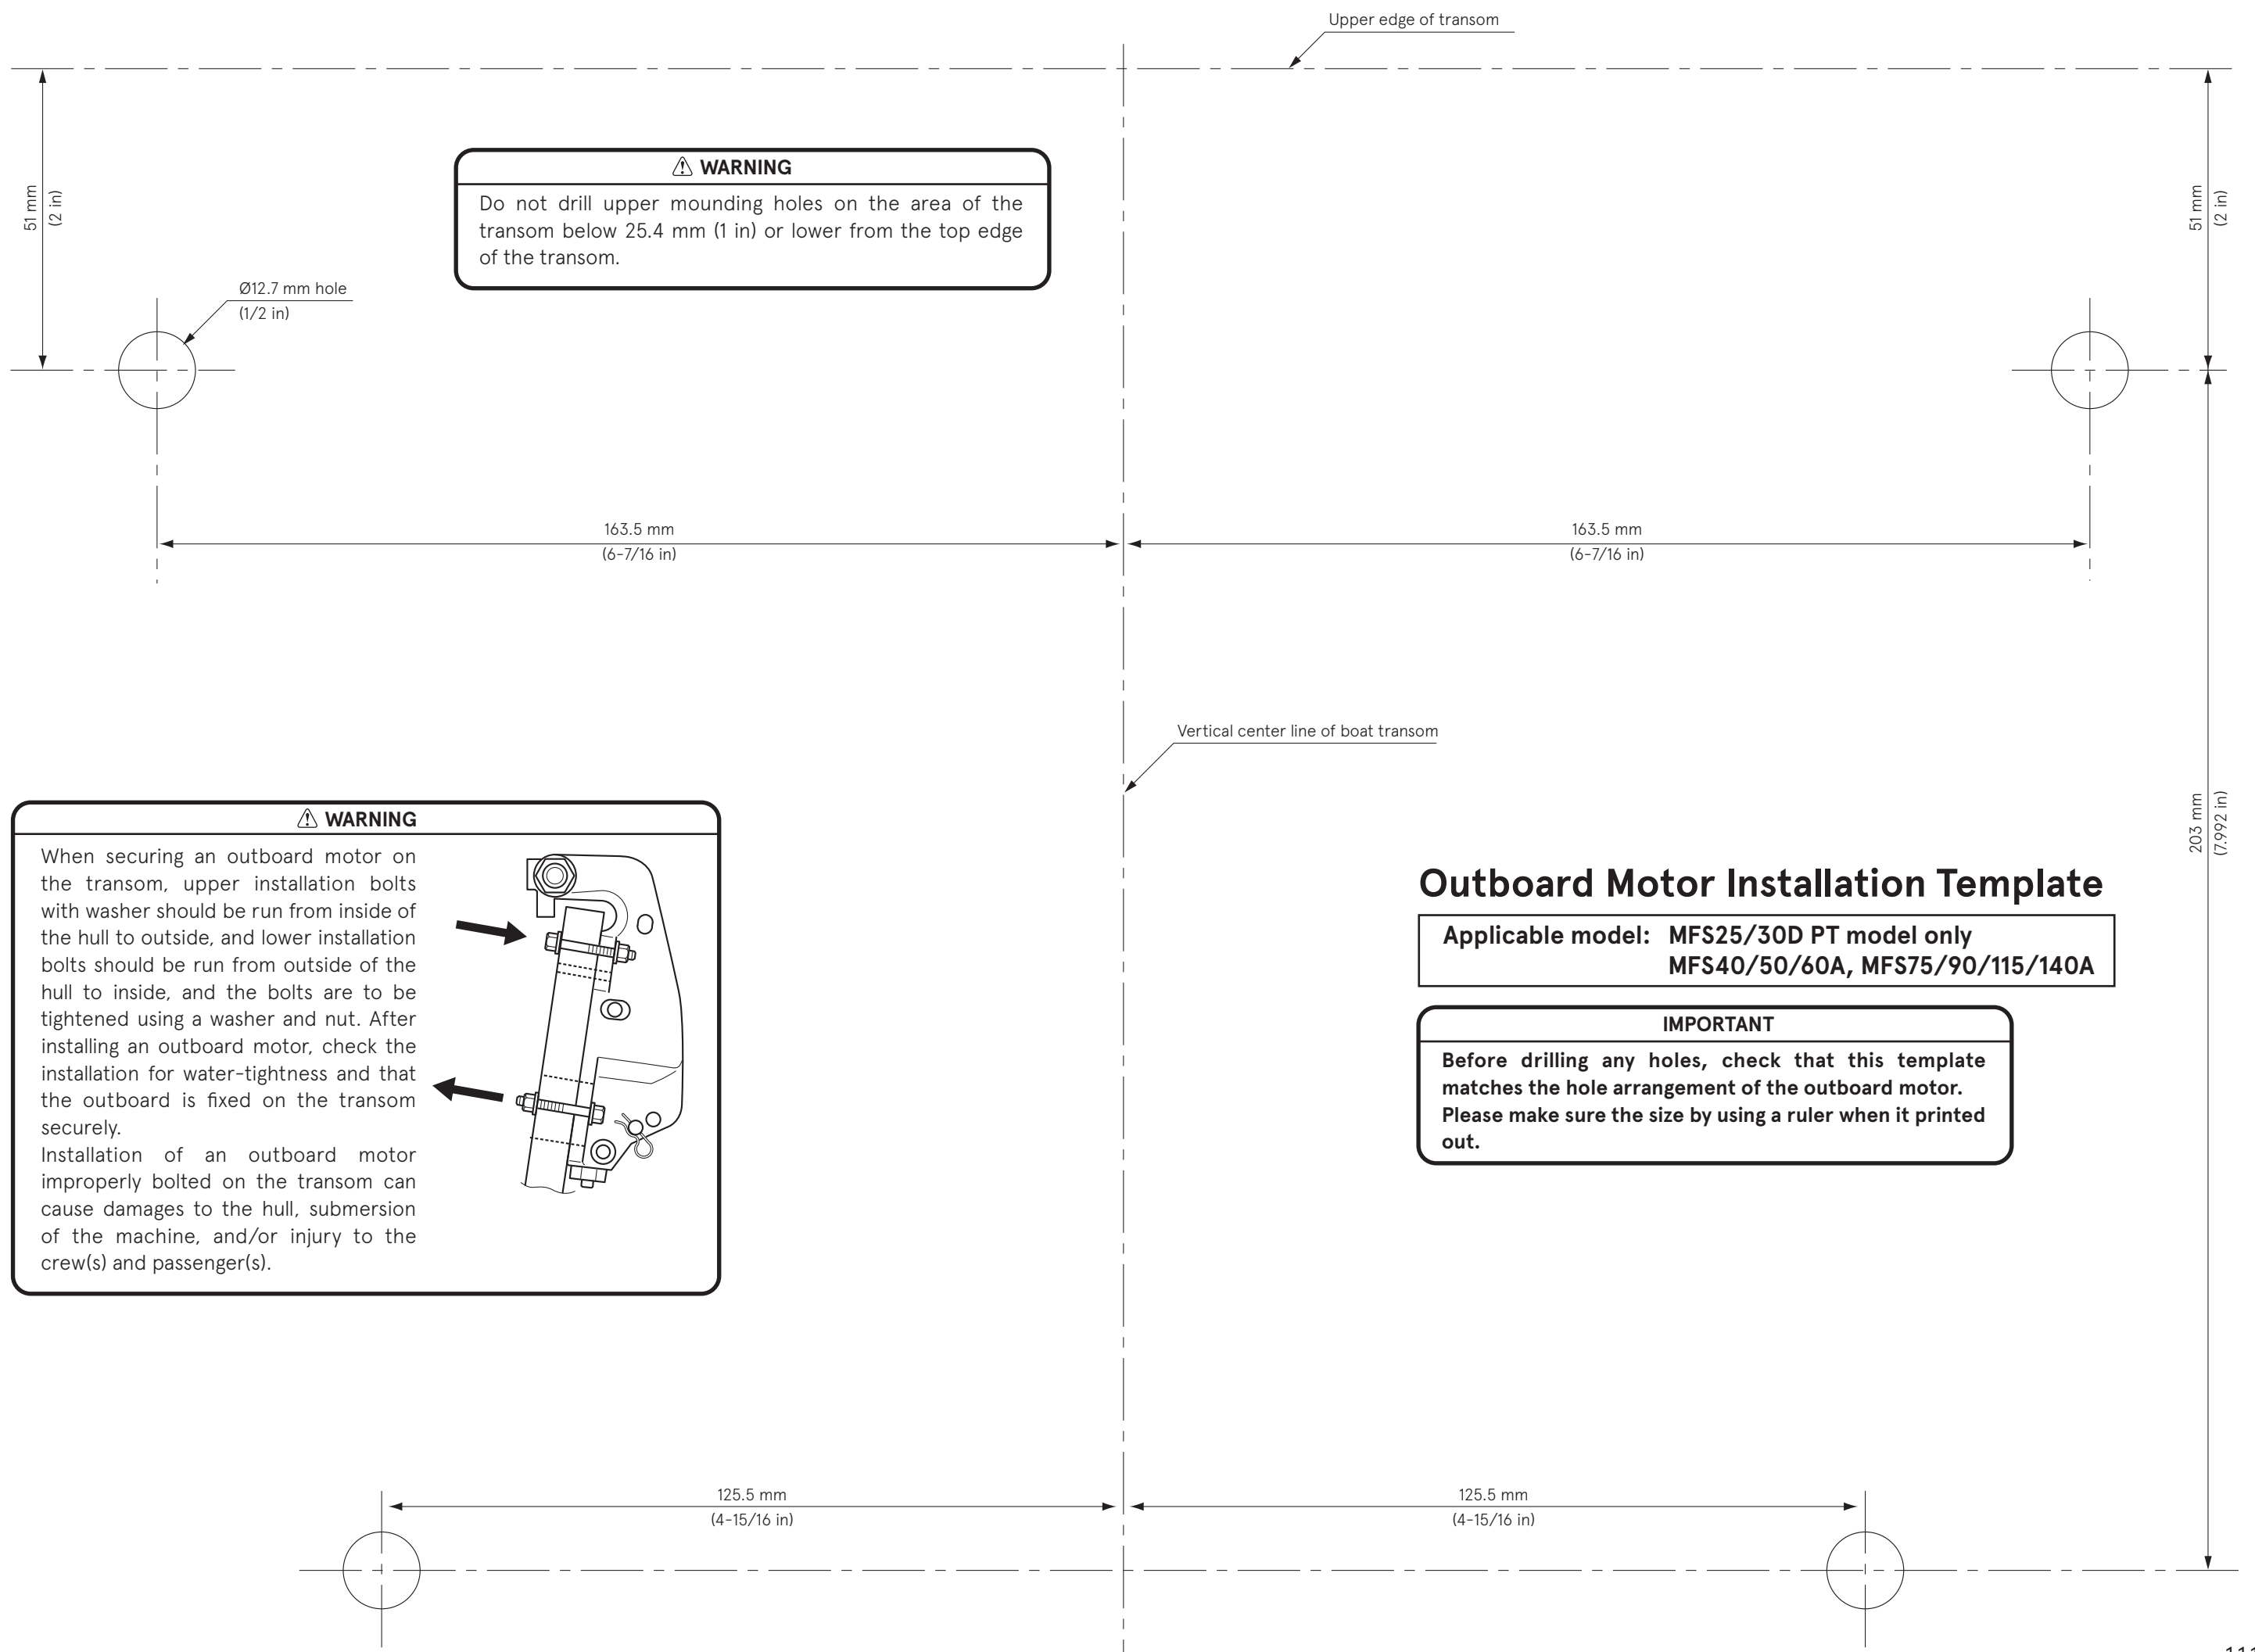 Upper edge of transom
51 mm
(2 in)
51 mm
(2 in)
WARNING
Do not drill upper mounding holes on the area of the
transom below 25.4 mm (1 in) or lower from the top edge
of the transom.
Ø12.7 mm hole
(1/2 in)
163.5 mm
(6-7/16 in)
163.5 mm
(6-7/16 in)
Vertical center line of boat transom
203 mm
(7.992 in)
WARNING
When securing an outboard motor on
the transom, upper installation bolts
with washer should be run from inside of
the hull to outside, and lower installation
bolts should be run from outside of the
hull to inside, and the bolts are to be
tightened using a washer and nut. After
installing an outboard motor, check the
installation for water-tightness and that
the outboard is fixed on the transom
securely.
Installation of an outboard motor
improperly bolted on the transom can
cause damages to the hull, submersion
of the machine, and/or injury to the
crew(s) and passenger(s).
Outboard Motor Installation Template
Applicable model: MFS25/30D PT model only
MFS40/50/60A, MFS75/90/115/140A
IMPORTANT
Before drilling any holes, check that this template
matches the hole arrangement of the outboard motor.
Please make sure the size by using a ruler when it printed
out.
125.5 mm
(4-15/16 in)
125.5 mm
(4-15/16 in)